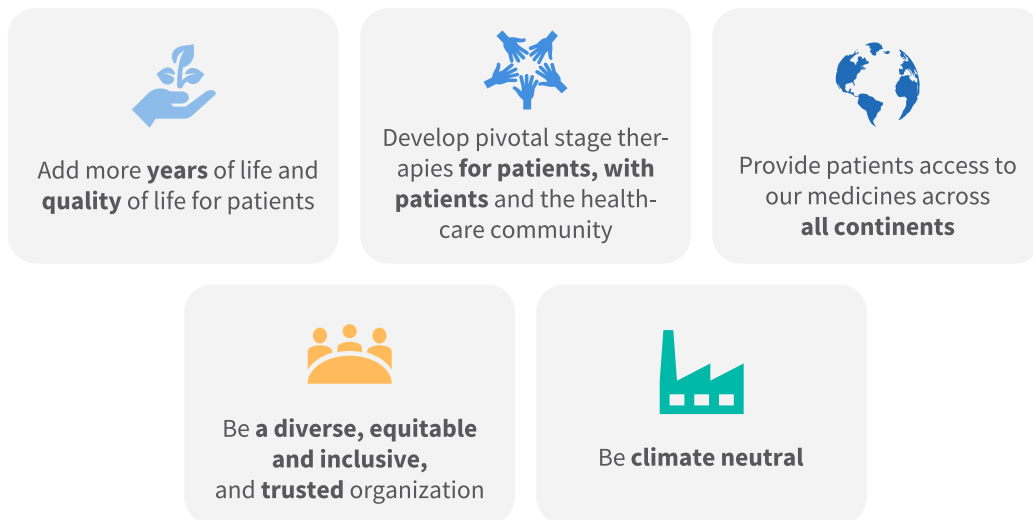 Add more years of life and
quality of life for patients
Develop pivotal stage ther-
apies for patients, with
patients and the health-
care community
Provide patients access to
our medicines across
all continents
Be a diverse, equitable
and inclusive,
and trusted organization
Be climate neutral